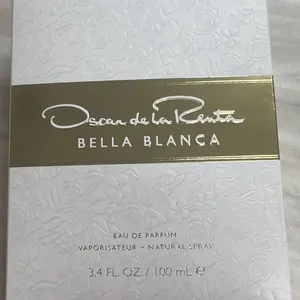 Oscar de la Renta
BELLA BLANCA
EAU DE PARFUM
VAPORISATEUR – NATURAL SPRAY
3.4 FL. OZ. / 100 mL ℮